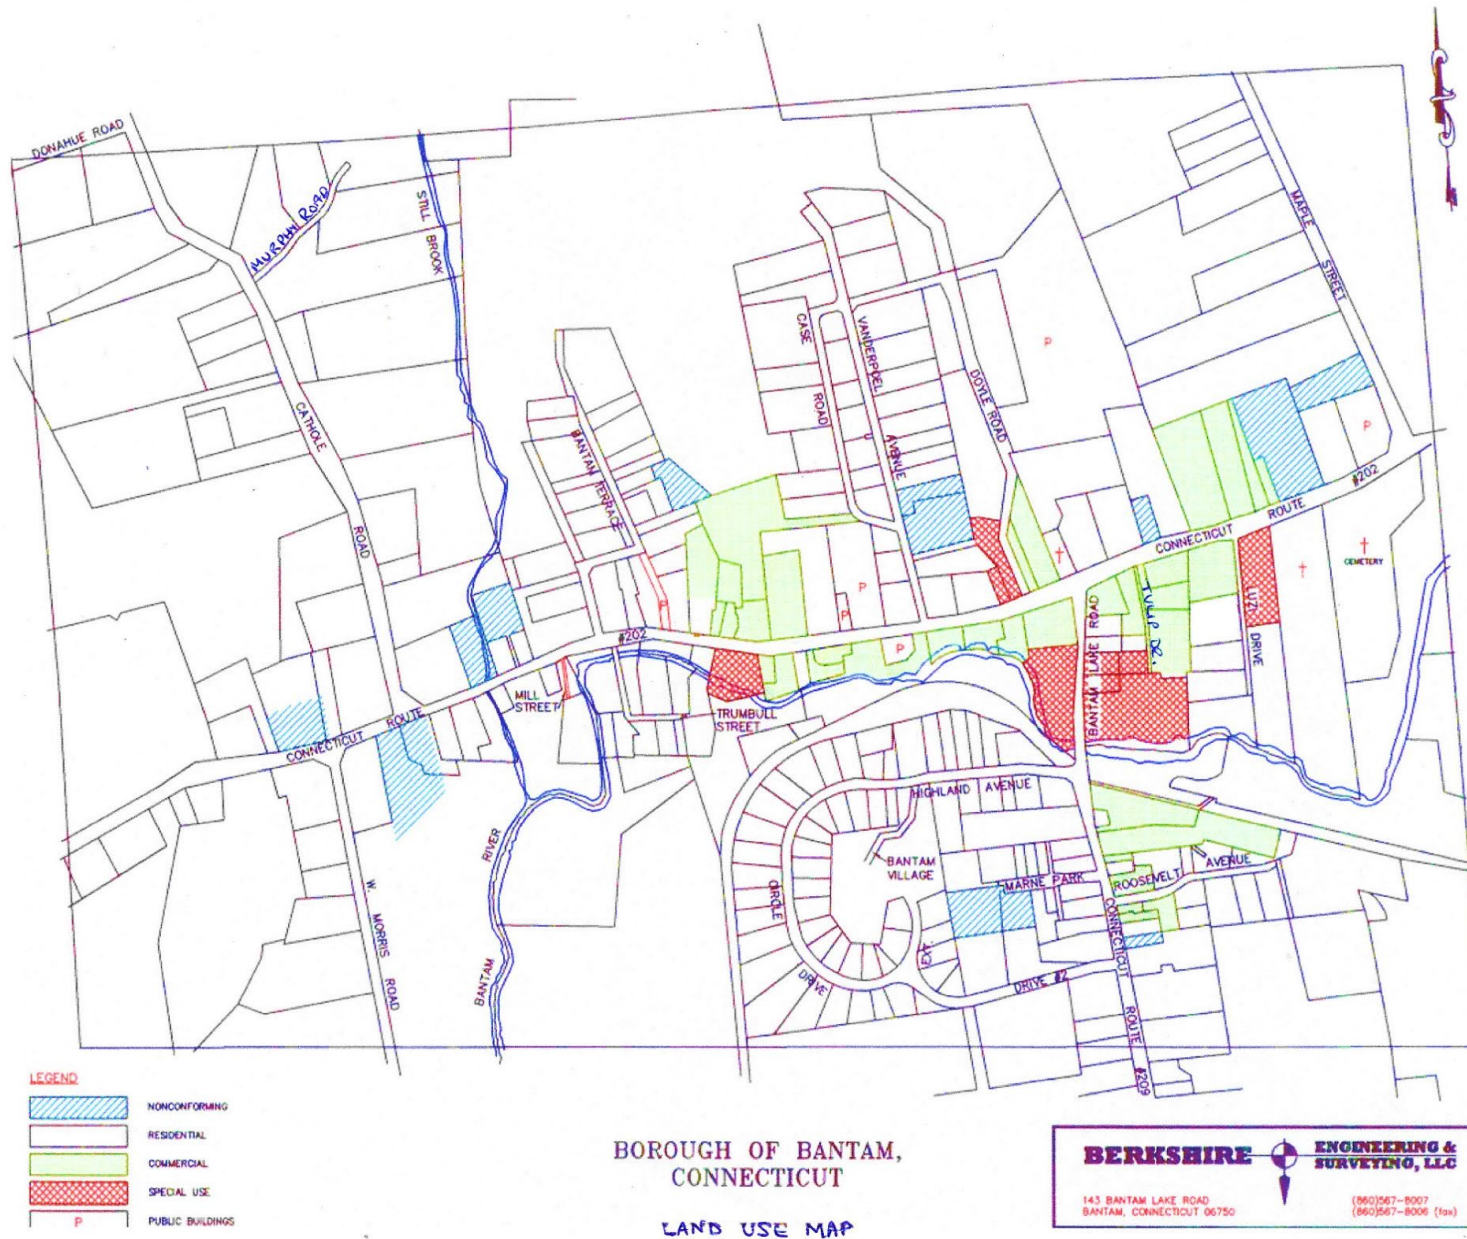 DONAHUE ROAD
MURPHY ROAD
STILL BROOK
MAPLE STREET
CATHOLE ROAD
BANTAM TERRACE
CASE ROAD
VANDERPOEL AVENUE
DOYLE ROAD
P
P
#202
CONNECTICUT ROUTE
CEMETERY
TULIP DR.
LUZI DRIVE
BANTAM LAKE ROAD
P
P
P
P
#202
MILL
STREET
TRUMBULL
STREET
CONNECTICUT ROUTE
HIGHLAND AVENUE
BANTAM
VILLAGE
MARNE PARK
ROOSEVELT AVENUE
CIRCLE DRIVE
EXT.
DRIVE #2
CONNECTICUT ROUTE #209
BANTAM RIVER
W. MORRIS ROAD
LEGEND
NONCONFORMING
RESIDENTIAL
COMMERCIAL
SPECIAL USE
P PUBLIC BUILDINGS
BOROUGH OF BANTAM,
CONNECTICUT
LAND USE MAP
BERKSHIRE ENGINEERING &
SURVEYING, LLC
143 BANTAM LAKE ROAD (860)567-8007
BANTAM, CONNECTICUT 06750 (860)567-8006 (fax)